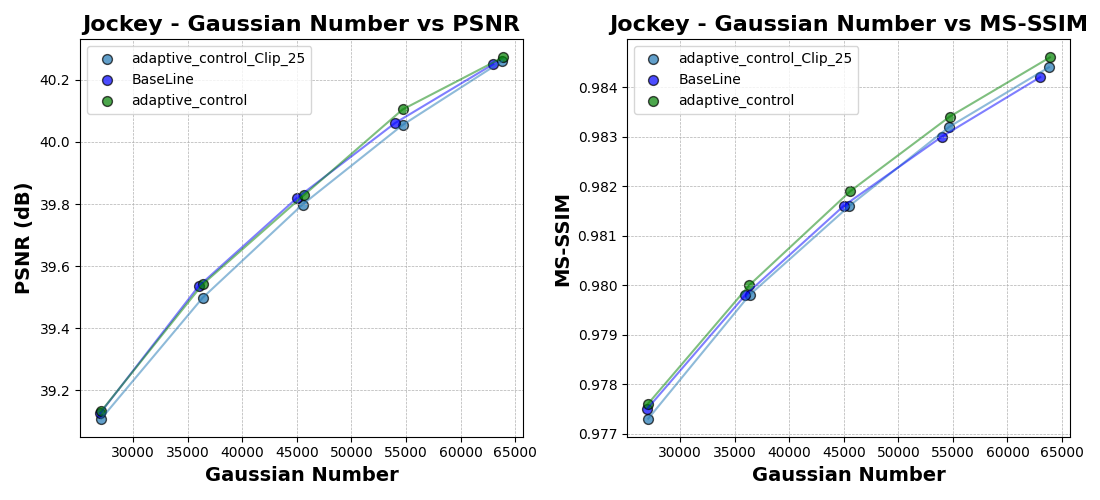 Jockey - Gaussian Number vs PSNR
adaptive_control_Clip_25
BaseLine
adaptive_control
PSNR (dB)
40.2
40.0
39.8
39.6
39.4
39.2
30000 35000 40000 45000 50000 55000 60000 65000
Gaussian Number
Jockey - Gaussian Number vs MS-SSIM
adaptive_control_Clip_25
BaseLine
adaptive_control
MS-SSIM
0.984
0.983
0.982
0.981
0.980
0.979
0.978
0.977
30000 35000 40000 45000 50000 55000 60000 65000
Gaussian Number